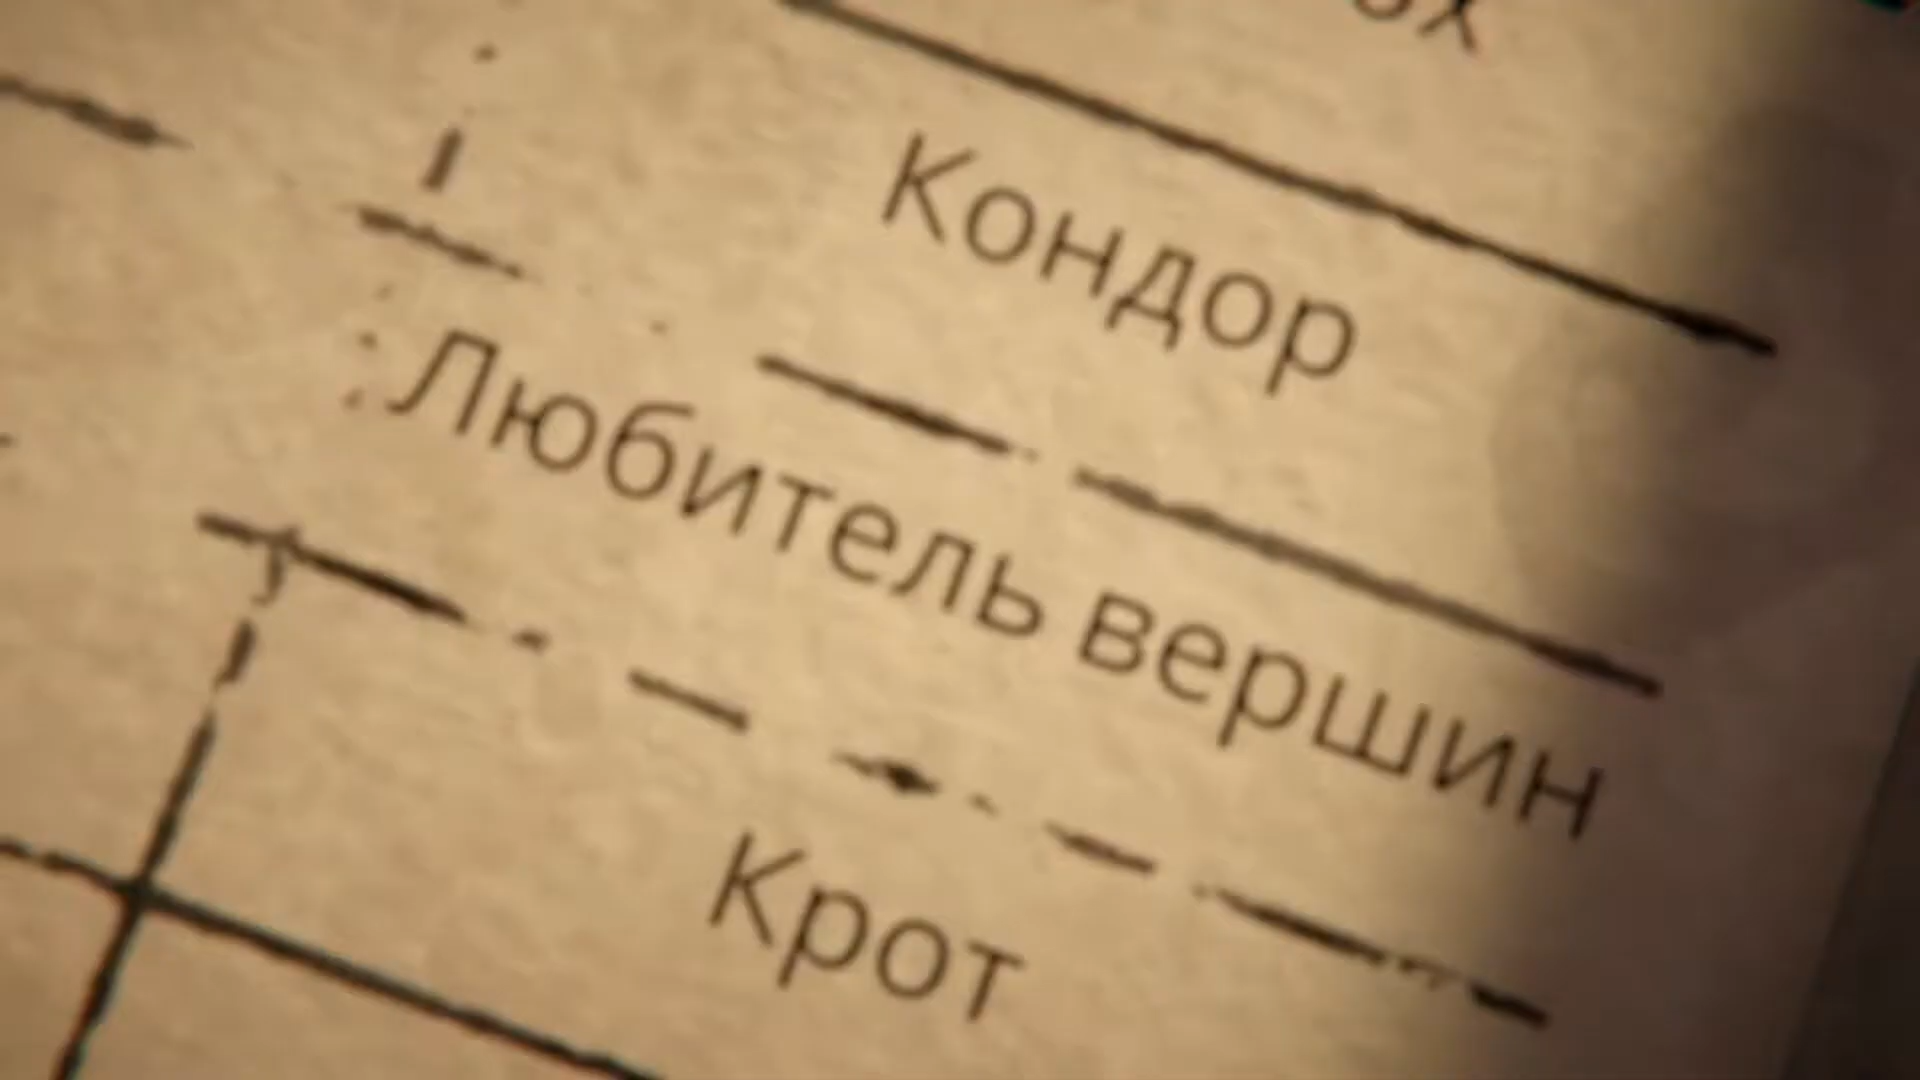 Кондор
Любитель вершин
Крот